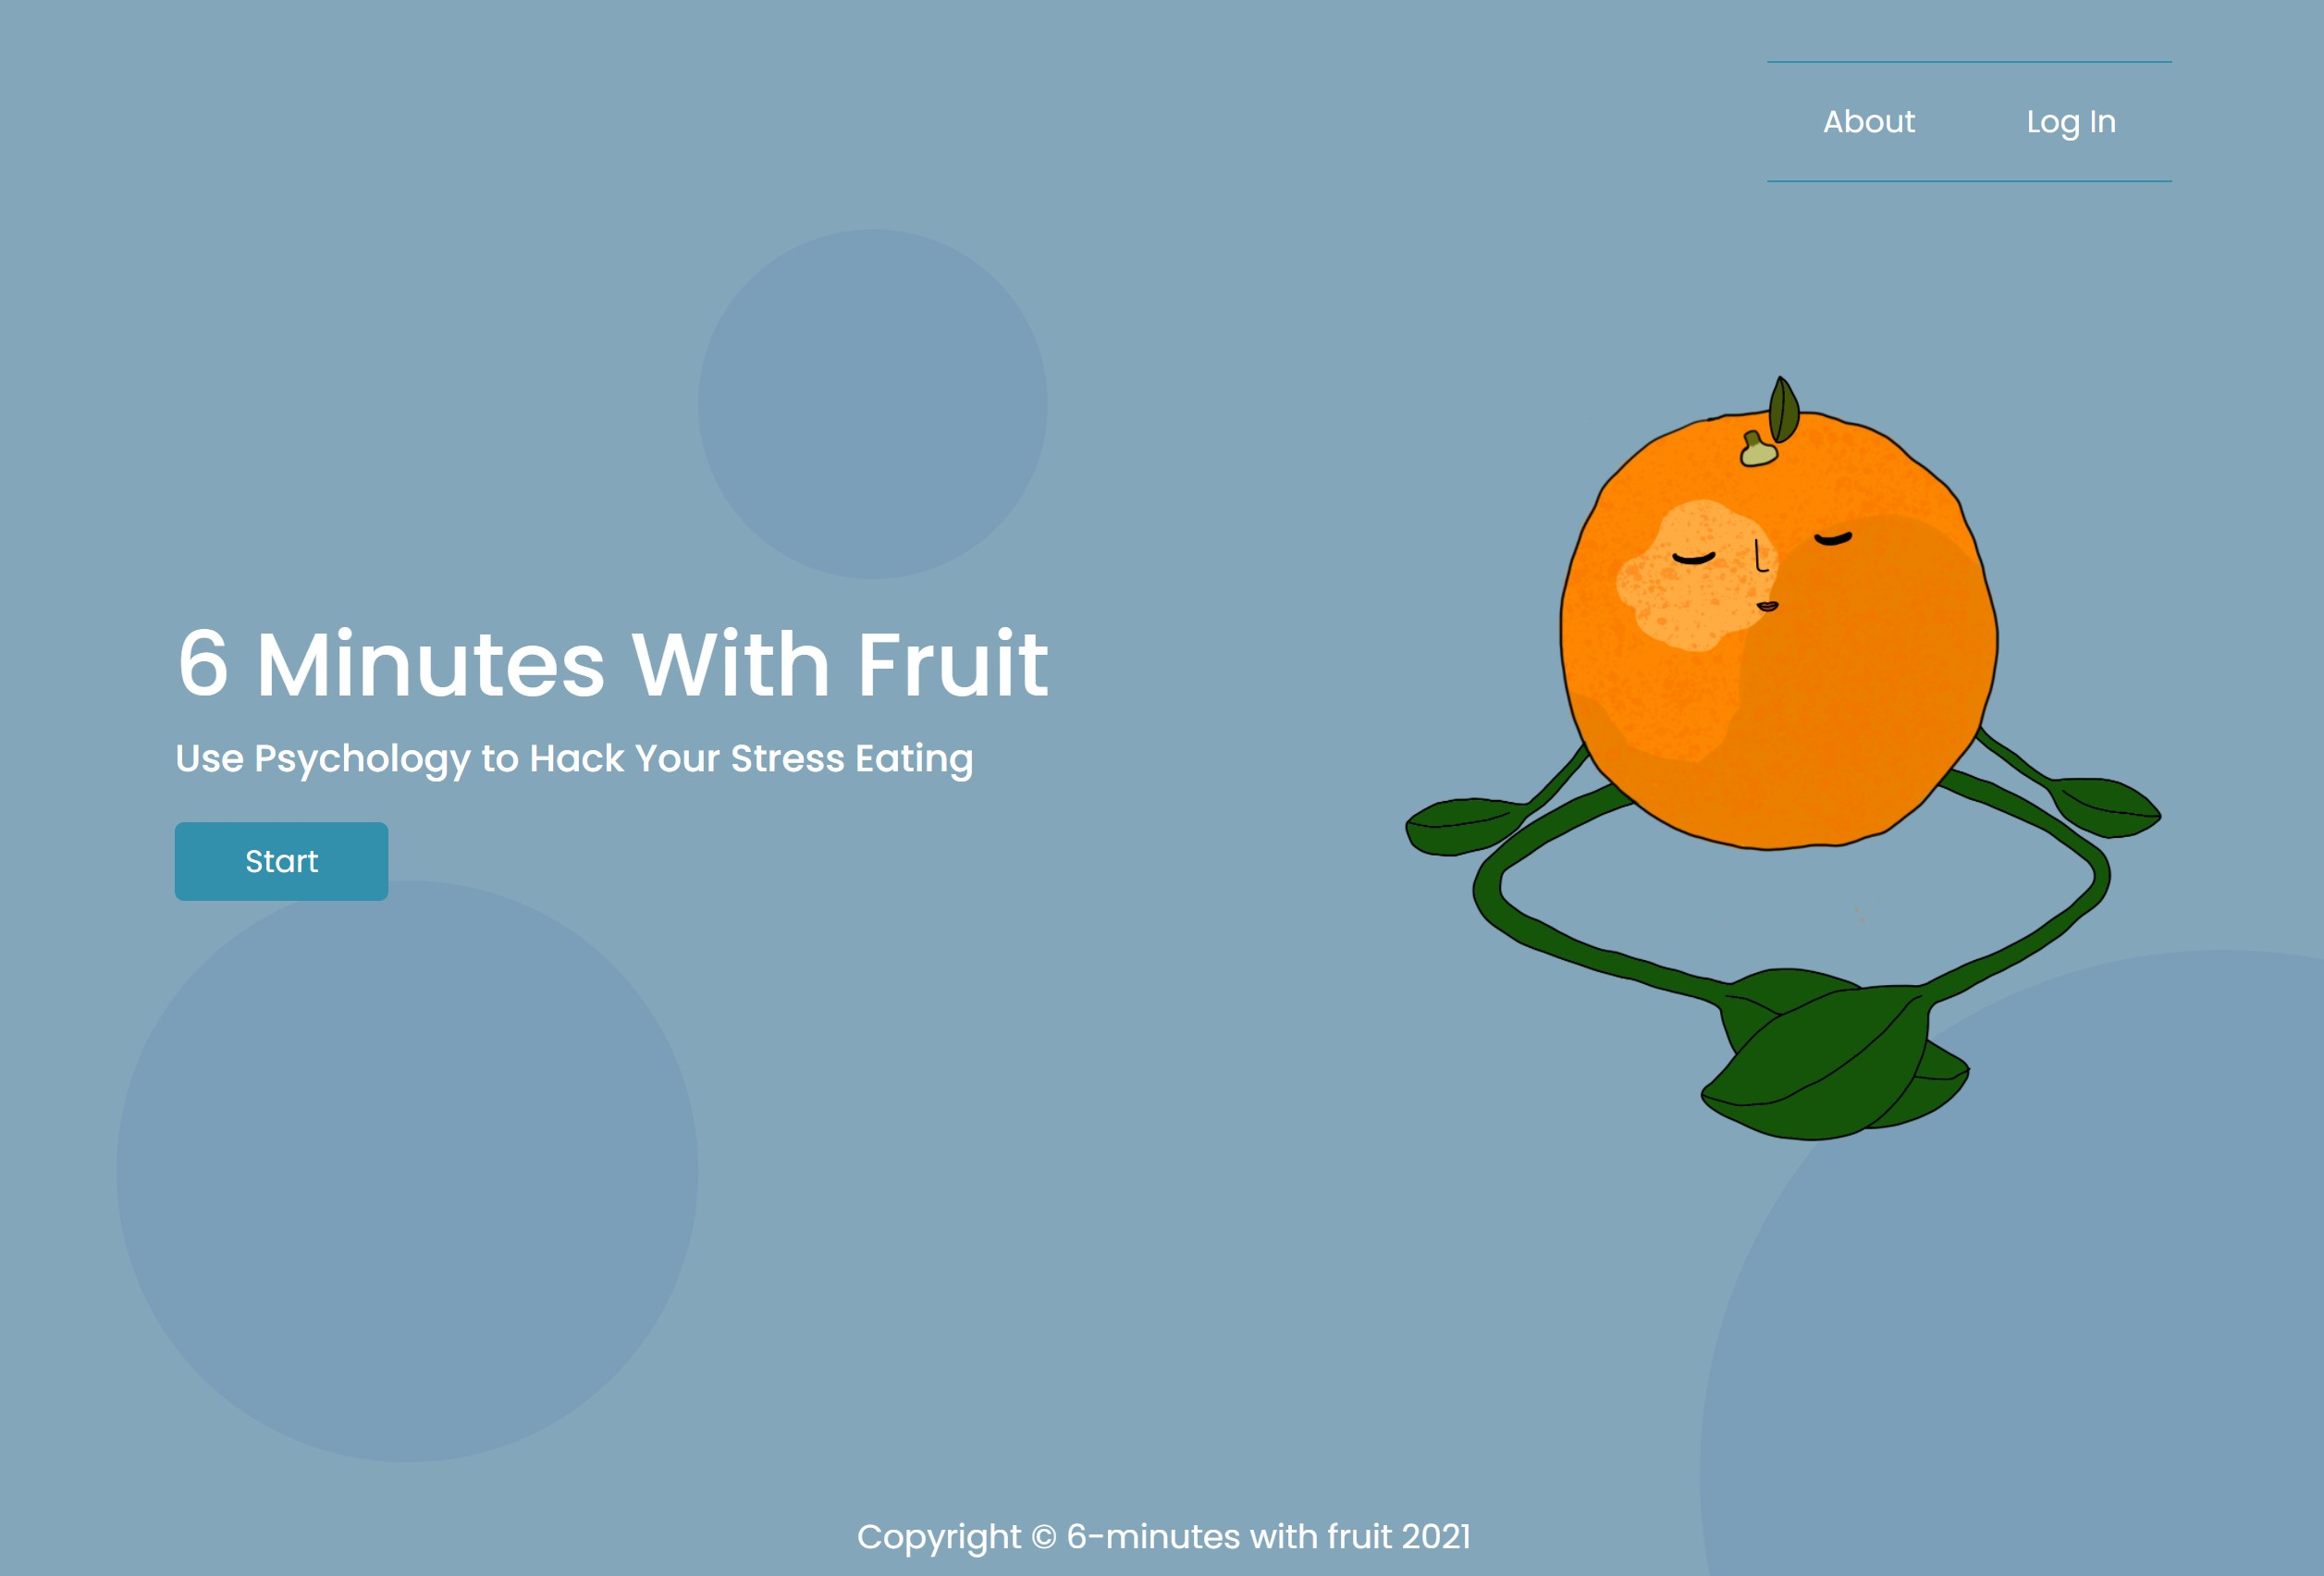 About
Log In
6 Minutes With Fruit
Use Psychology to Hack Your Stress Eating
Start
Copyright © 6-minutes with fruit 2021